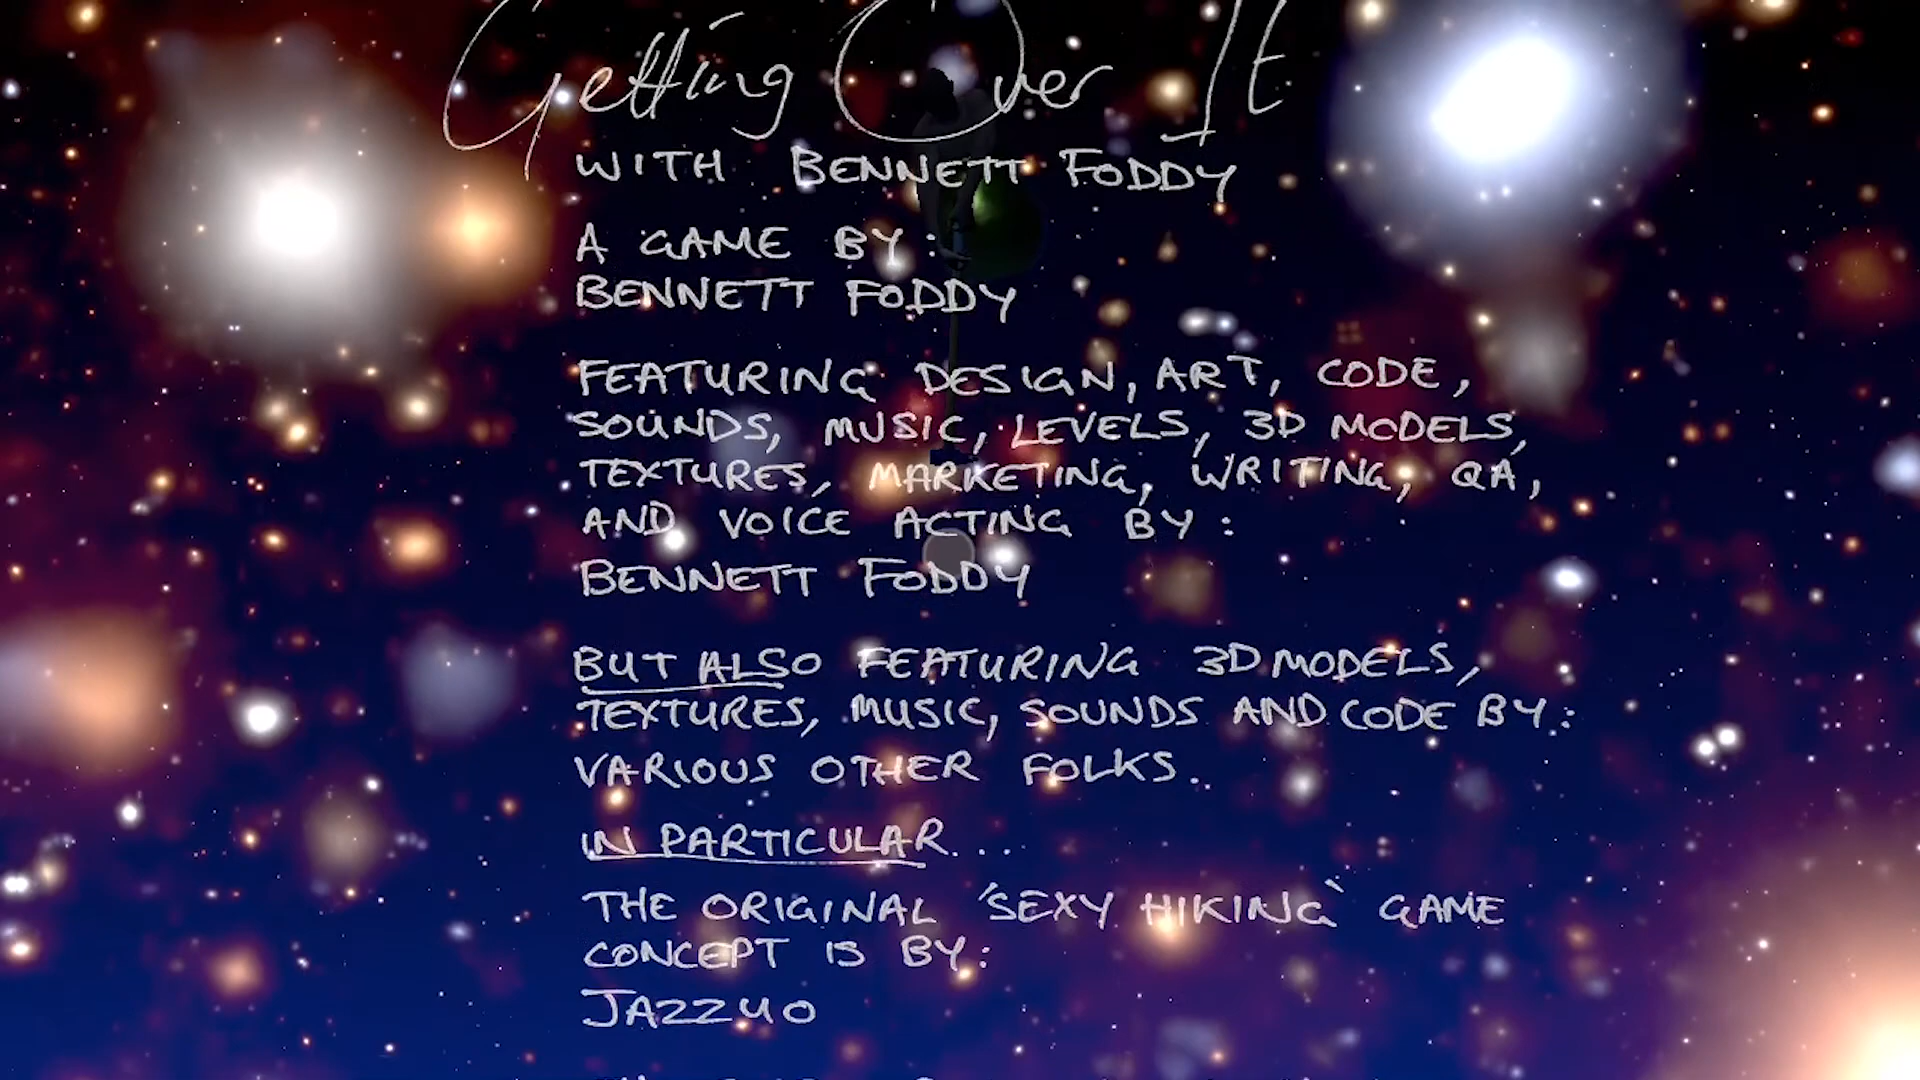 Getting Over It
WITH BENNETT FODDY
A GAME BY:
BENNETT FODDY
FEATURING DESIGN, ART, CODE,
SOUNDS, MUSIC, LEVELS, 3D MODELS,
TEXTURES, MARKETING, WRITING, QA,
AND VOICE ACTING BY:
BENNETT FODDY
BUT ALSO FEATURING 3D MODELS,
TEXTURES, MUSIC, SOUNDS AND CODE BY:
VARIOUS OTHER FOLKS.
IN PARTICULAR...
THE ORIGINAL 'SEXY HIKING' GAME
CONCEPT IS BY:
JAZZUO